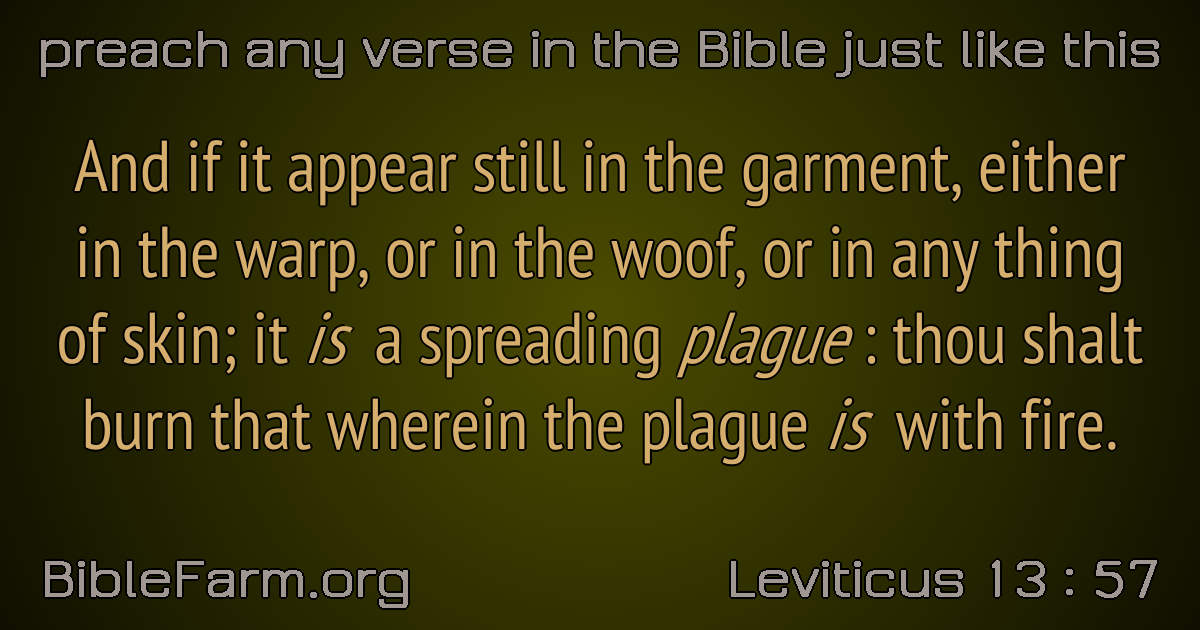 preach any verse in the Bible just like this
And if it appear still in the garment, either
in the warp, or in the woof, or in any thing
of skin; it is a spreading plague : thou shalt
burn that wherein the plague is with fire.
BibleFarm.org
Leviticus 13 : 57